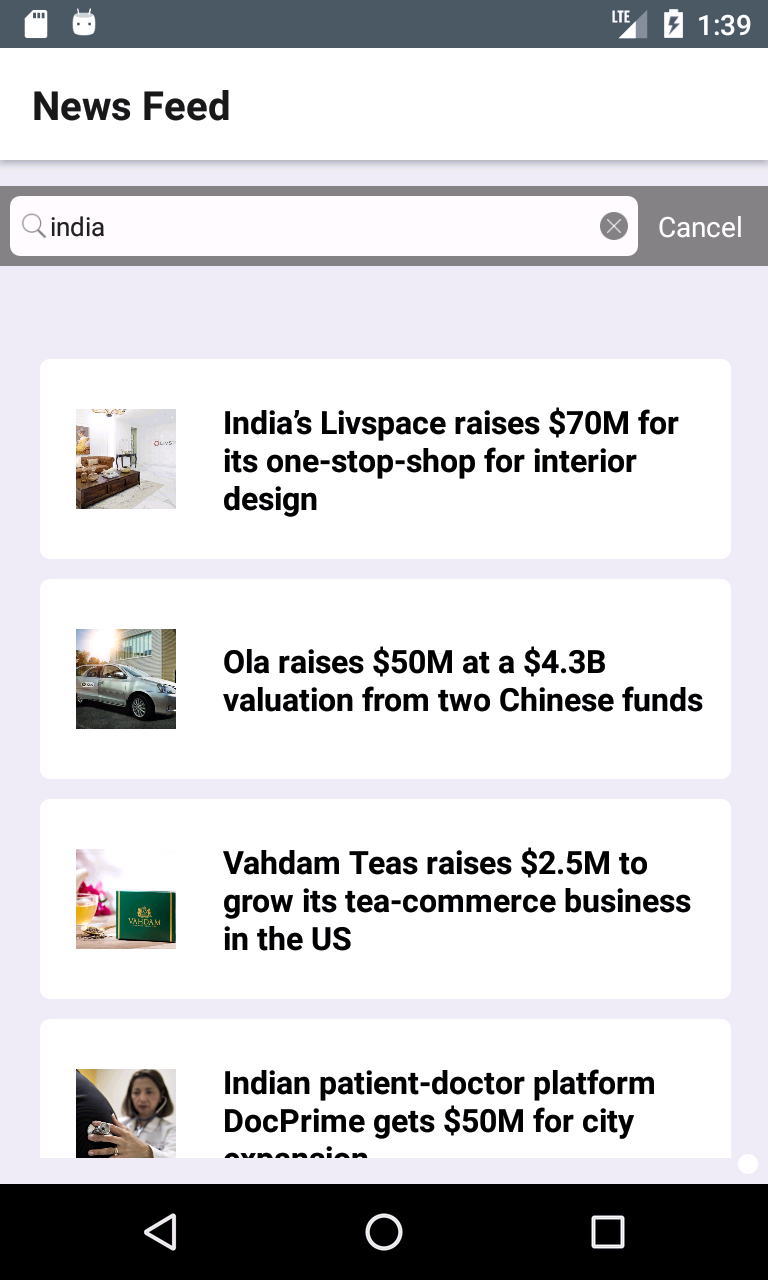 LTE 1:39
News Feed
india
Cancel
India’s Livspace raises $70M for
its one-stop-shop for interior
design
Ola raises $50M at a $4.3B
valuation from two Chinese funds
Vahdam Teas raises $2.5M to
grow its tea-commerce business
in the US
VAHDAM
Indian patient-doctor platform
DocPrime gets $50M for city
expansion